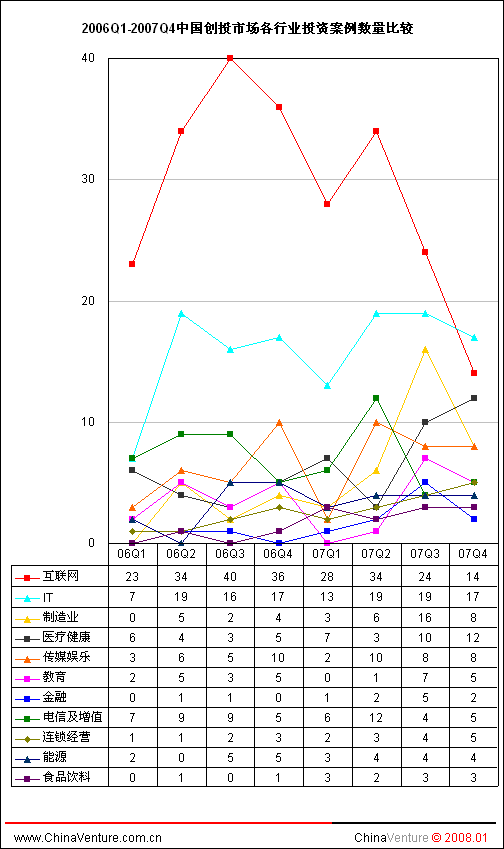 2006Q1-2007Q4中国创投市场各行业投资案例数量比较
40
30
20
10
0
06Q1 06Q2 06Q3 06Q4 07Q1 07Q2 07Q3 07Q4
互联网 23 34 40 36 28 34 24 14
IT 7 19 16 17 13 19 19 17
制造业 0 5 2 4 3 6 16 8
医疗健康 6 4 3 5 7 3 10 12
传媒娱乐 3 6 5 10 2 10 8 8
教育 2 5 3 5 0 1 7 5
金融 0 1 1 0 1 2 5 2
电信及增值 7 9 9 5 6 12 4 5
连锁经营 1 1 2 3 2 3 4 5
能源 2 0 5 5 3 4 4 4
食品饮料 0 1 0 1 3 2 3 3
www.ChinaVenture.com.cn ChinaVenture © 2008.01